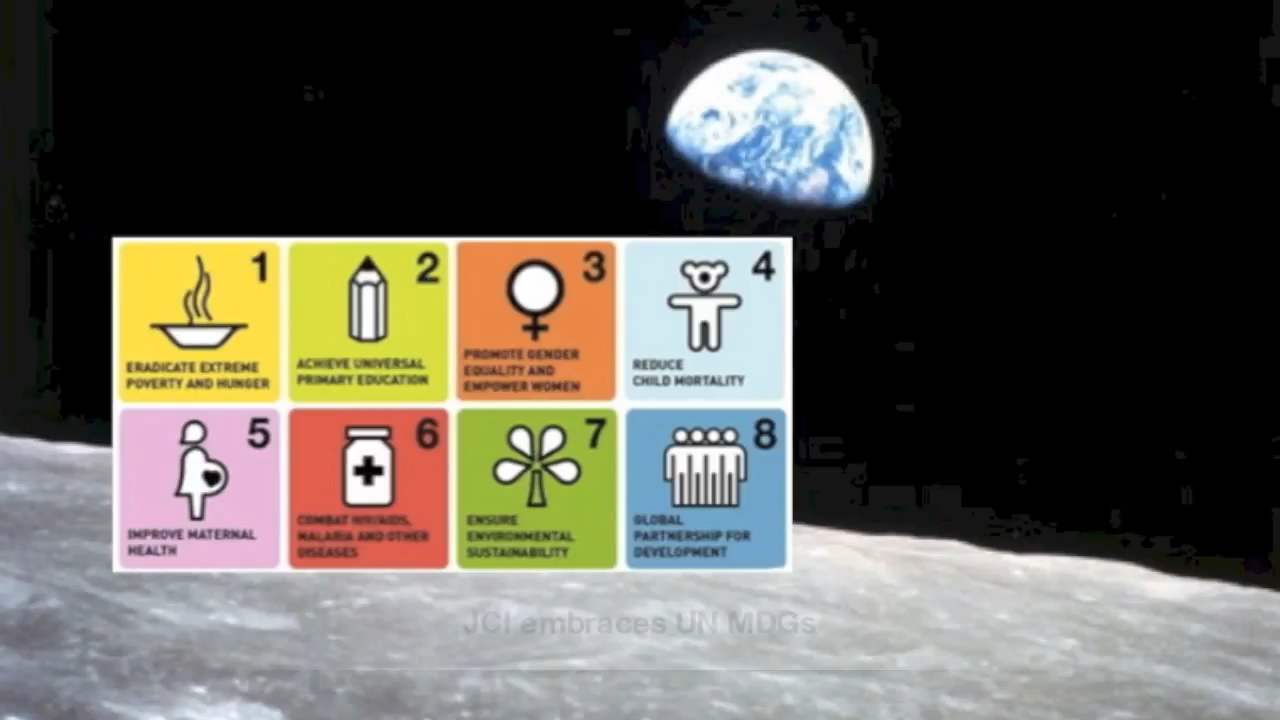 1
ERADICATE EXTREME
POVERTY AND HUNGER
2
ACHIEVE UNIVERSAL
PRIMARY EDUCATION
3
PROMOTE GENDER
EQUALITY AND
EMPOWER WOMEN
4
REDUCE
CHILD MORTALITY
5
IMPROVE MATERNAL
HEALTH
6
COMBAT HIV/AIDS,
MALARIA AND OTHER
DISEASES
7
ENSURE
ENVIRONMENTAL
SUSTAINABILITY
8
GLOBAL
PARTNERSHIP FOR
DEVELOPMENT
JCI embraces UN MDGs